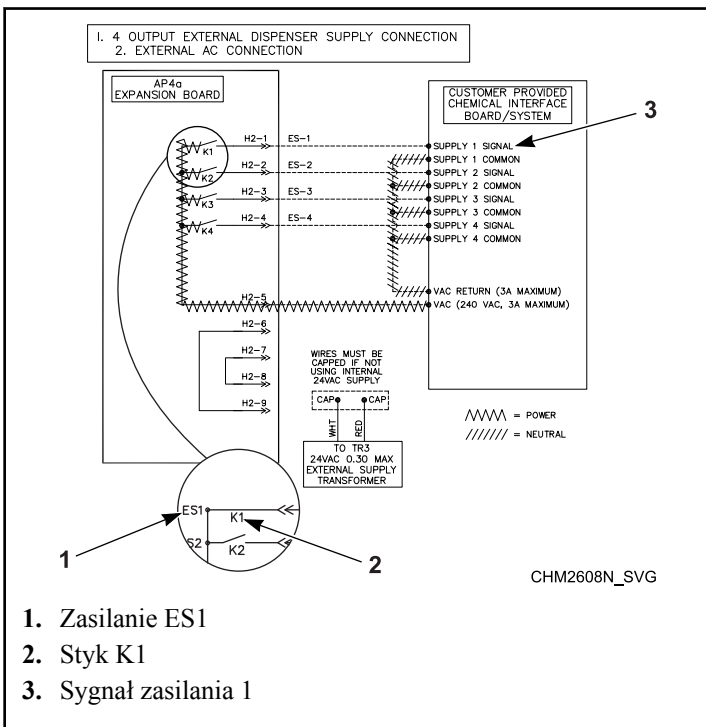 I. 4 OUTPUT EXTERNAL DISPENSER SUPPLY CONNECTION
2. EXTERNAL AC CONNECTION
AP4a
EXPANSION BOARD
CUSTOMER PROVIDED
CHEMICAL INTERFACE
BOARD/SYSTEM
3
K1
H2-1
ES-1
SUPPLY 1 SIGNAL
SUPPLY 1 COMMON
K2
H2-2
ES-2
SUPPLY 2 SIGNAL
SUPPLY 2 COMMON
K3
H2-3
ES-3
SUPPLY 3 SIGNAL
SUPPLY 3 COMMON
K4
H2-4
ES-4
SUPPLY 4 SIGNAL
SUPPLY 4 COMMON
VAC RETURN (3A MAXIMUM)
H2-5
VAC (240 VAC, 3A MAXIMUM)
H2-6
H2-7
H2-8
H2-9
WIRES MUST BE
CAPPED IF NOT
USING INTERNAL
24VAC SUPPLY
CAP
CAP
WHT
RED
TO TR3
24VAC 0.30 MAX
EXTERNAL SUPPLY
TRANSFORMER
= POWER
= NEUTRAL
ES1
K1
S2
K2
1
2
CHM2608N_SVG
1. Zasilanie ES1
2. Styk K1
3. Sygnał zasilania 1